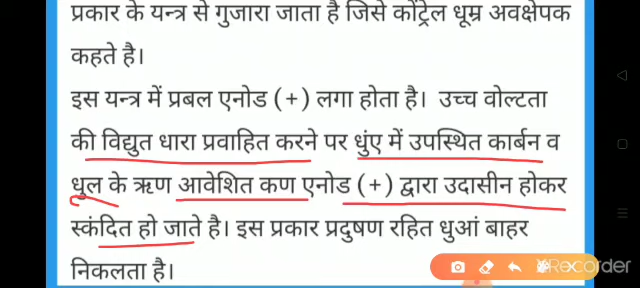 प्रकार के यन्त्र से गुजारा जाता है जिसे कोंट्रेल धूम्र अवक्षेपक
कहते है।
इस यन्त्र में प्रबल एनोड (+) लगा होता है। उच्च वोल्टता
की विद्युत धारा प्रवाहित करने पर धुंए में उपस्थित कार्बन व
धुल के ऋण आवेशित कण एनोड (+) द्वारा उदासीन होकर
स्कंदित हो जाते है। इस प्रकार प्रदुषण रहित धुआं बाहर
निकलता है।